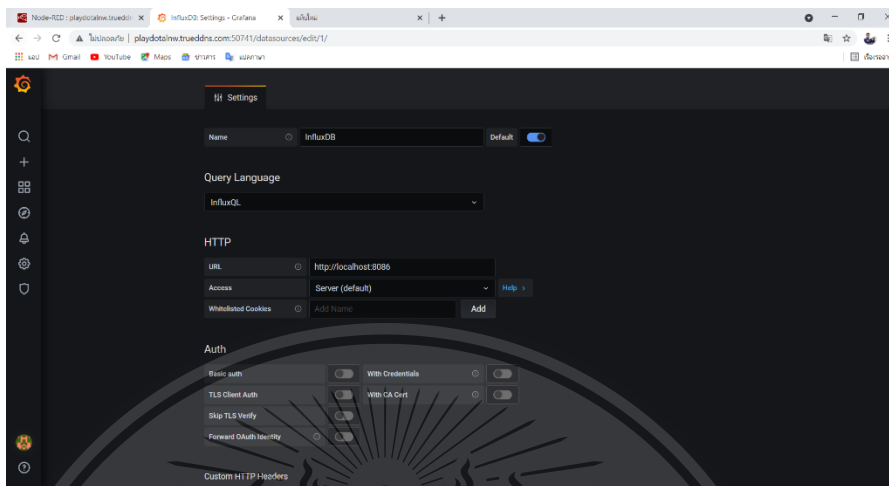 Node-RED : playdotainw.trueddn
InfluxDB: Settings - Grafana
แท็บใหม่
ไม่ปลอดภัย | playdotainw.trueddns.com:50741/datasources/edit/1/
แอป Gmail YouTube Maps ข่าวสาร แปลภาษา
Settings
Name InfluxDB Default
Query Language
InfluxQL
HTTP
URL http://localhost:8086
Access Server (default) Help >
Whitelisted Cookies Add Name Add
Auth
Basic auth With Credentials
TLS Client Auth With CA Cert
Skip TLS Verify
Forward OAuth Identity
Custom HTTP Headers